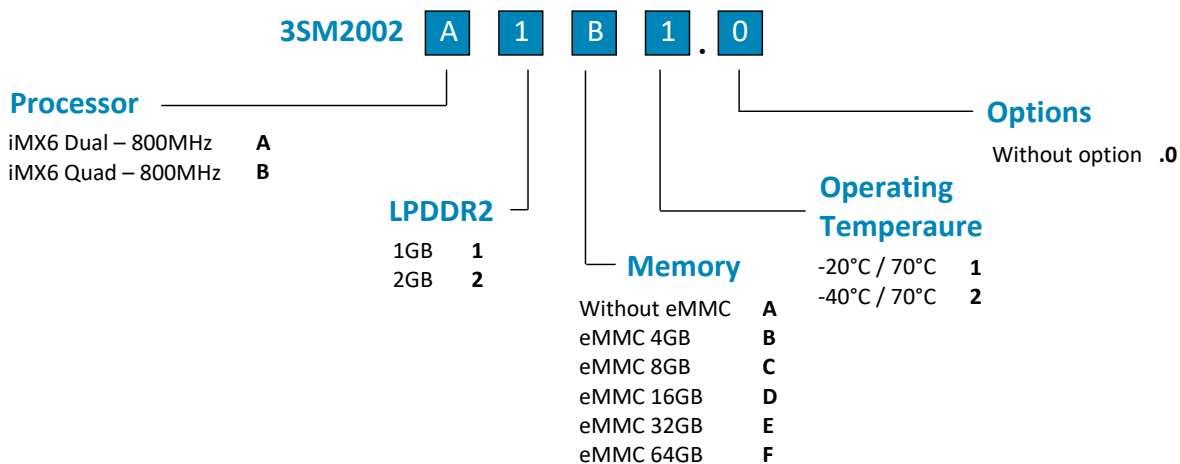 3SM2002 A 1 B 1 . 0
Processor
iMX6 Dual – 800MHz A
iMX6 Quad – 800MHz B
LPDDR2
1GB 1
2GB 2
Memory
Without eMMC A
eMMC 4GB B
eMMC 8GB C
eMMC 16GB D
eMMC 32GB E
eMMC 64GB F
Operating
Temperaure
-20°C / 70°C 1
-40°C / 70°C 2
Options
Without option .0